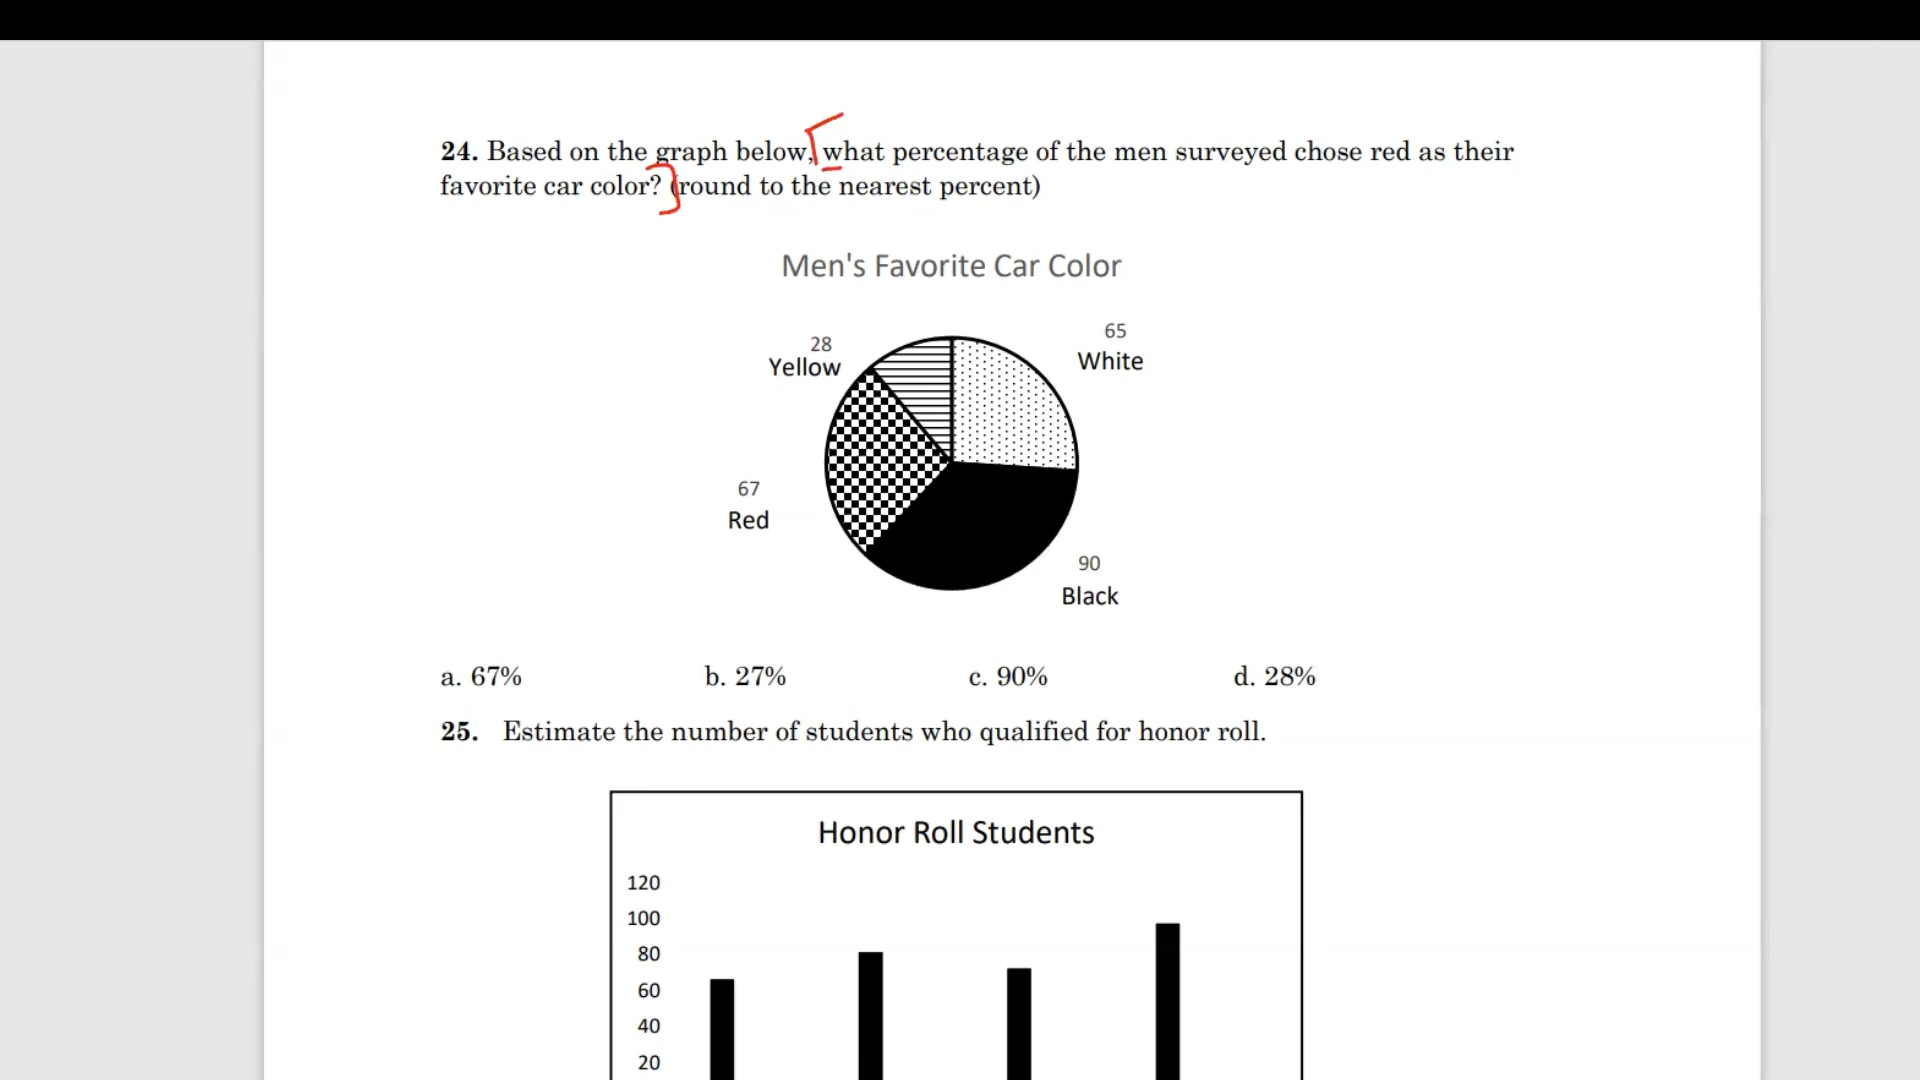 24. Based on the graph below, what percentage of the men surveyed chose red as their
favorite car color? (round to the nearest percent)
Men's Favorite Car Color
28
Yellow
65
White
67
Red
90
Black
a. 67% b. 27% c. 90% d. 28%
25. Estimate the number of students who qualified for honor roll.
Honor Roll Students
120
100
80
60
40
20